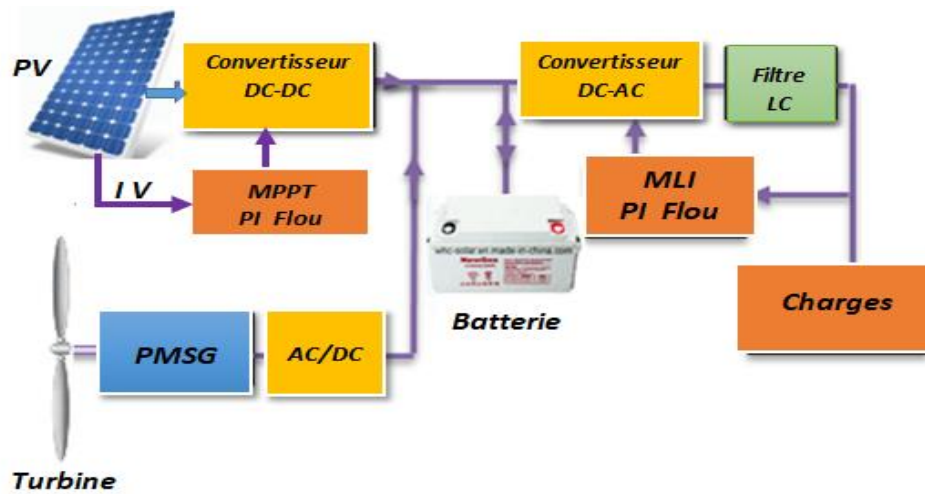 PV
Convertisseur
DC-DC
Convertisseur
DC-AC
Filtre
LC
I V
MPPT
PI Flou
MLI
PI Flou
Batterie
Charges
PMSG
AC/DC
Turbine